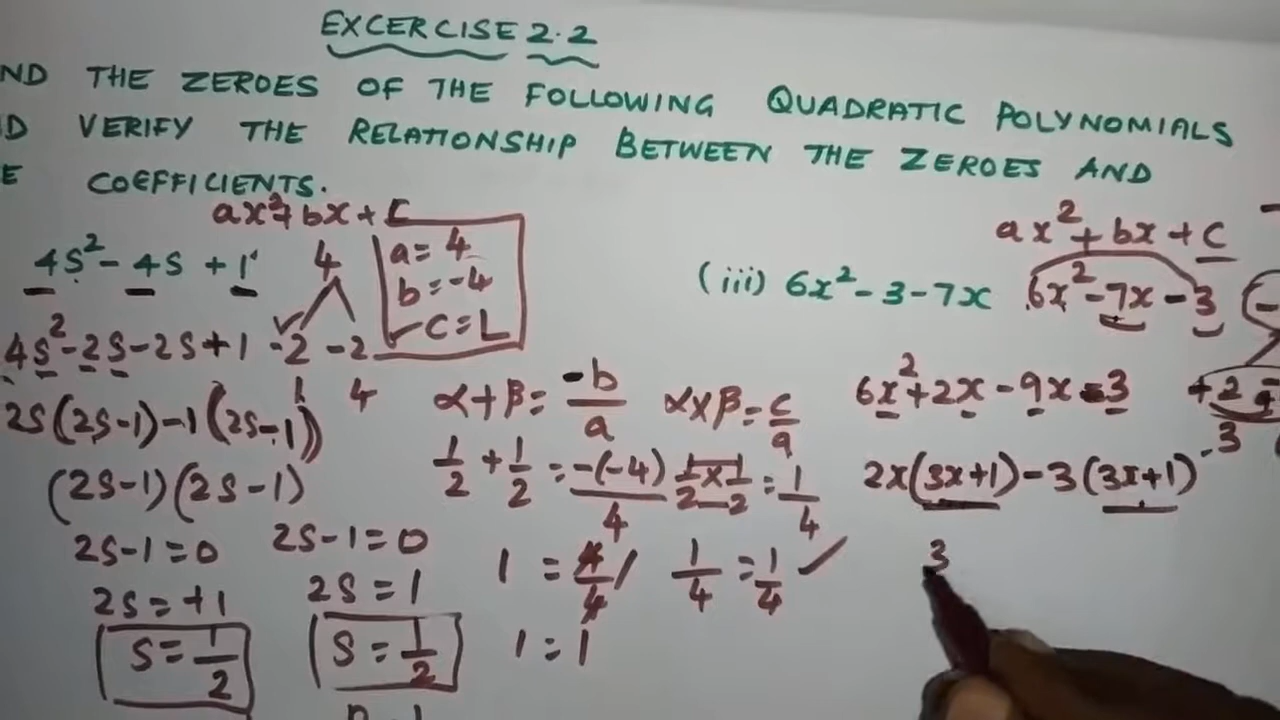 EXCERCISE 2.2
ND THE ZEROES OF THE FOLLOWING QUADRATIC POLYNOMIALS
D VERIFY THE RELATIONSHIP BETWEEN THE ZEROES AND
E COEFFICIENTS.
ax²+bx+c
4s²-4s+1
4
-2 -2
a=4
b=-4
c=1
4s²-2s-2s+1
1 4
2s(2s-1)-1(2s-1)
(2s-1)(2s-1)
2s-1=0 2s-1=0
2s=+1 2s=1
s=1/2 s=1/2
α+β=-b/a α×β=c/a
1/2+1/2=-(-4)/4 1/2×1/2=1/4
1=4/4 1/4=1/4 ✓
1=1
ax²+bx+c
(iii) 6x²-3-7x 6x²-7x-3
6x²+2x-9x-3
+2
-3
2x(3x+1)-3(3x+1)
3